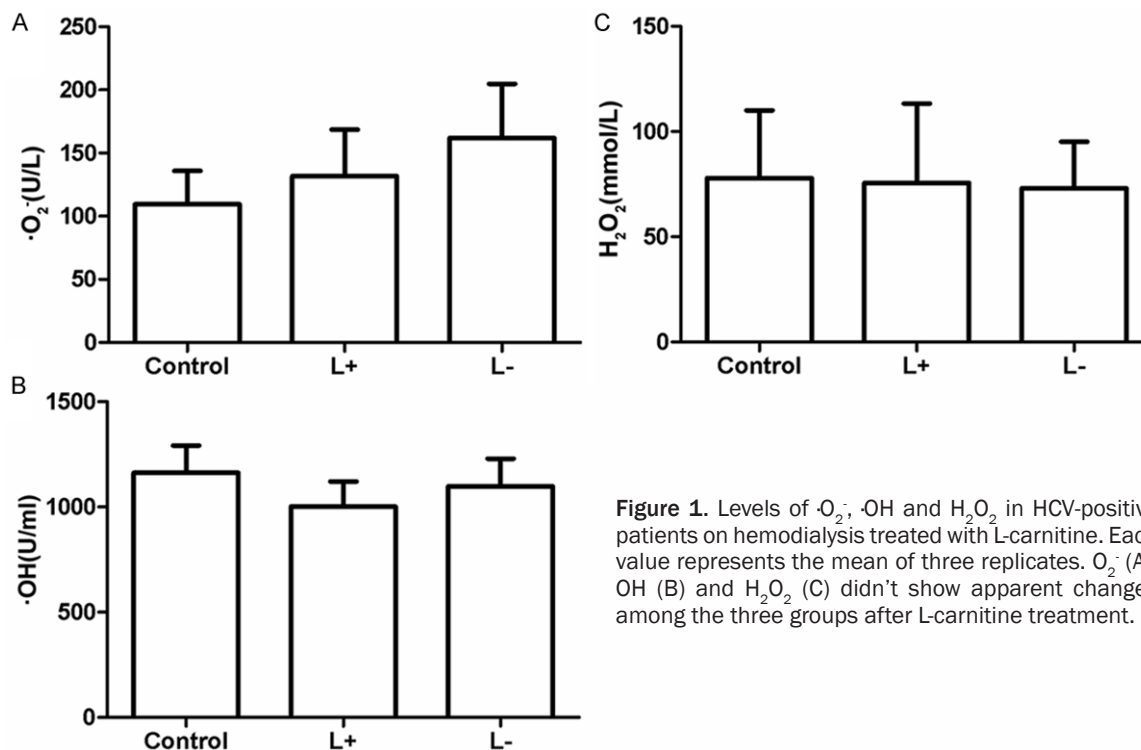 A
250
200
150
100
50
0
·O₂⁻(U/L)
Control L+ L-
B
1500
1000
500
0
·OH(U/ml)
Control L+ L-
C
150
100
50
0
H₂O₂(mmol/L)
Control L+ L-
Figure 1. Levels of ·O₂⁻, ·OH and H₂O₂ in HCV-positive
patients on hemodialysis treated with L-carnitine. Eac
value represents the mean of three replicates. O₂⁻ (A
OH (B) and H₂O₂ (C) didn't show apparent change
among the three groups after L-carnitine treatment.